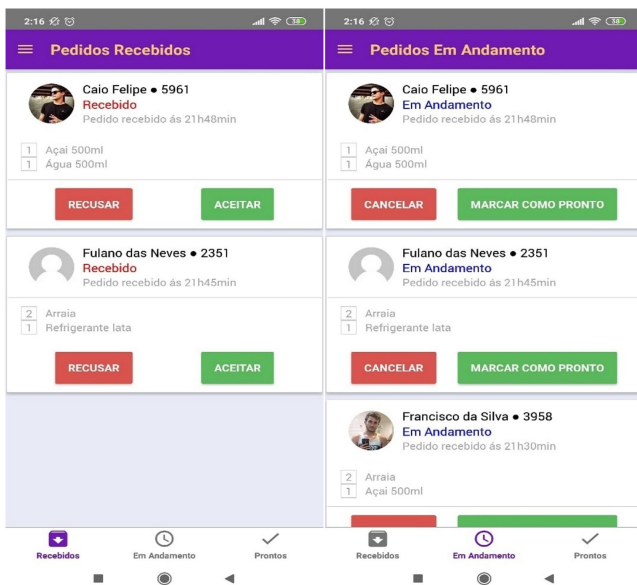 2:16
38
Pedidos Recebidos
Caio Felipe ● 5961
Recebido
Pedido recebido ás 21h48min
1 Açai 500ml
1 Água 500ml
RECUSAR ACEITAR
Fulano das Neves ● 2351
Recebido
Pedido recebido ás 21h45min
2 Arraia
1 Refrigerante lata
RECUSAR ACEITAR
Recebidos Em Andamento Prontos
2:16
38
Pedidos Em Andamento
Caio Felipe ● 5961
Em Andamento
Pedido recebido ás 21h48min
1 Açai 500ml
1 Água 500ml
CANCELAR MARCAR COMO PRONTO
Fulano das Neves ● 2351
Em Andamento
Pedido recebido ás 21h45min
2 Arraia
1 Refrigerante lata
CANCELAR MARCAR COMO PRONTO
Francisco da Silva ● 3958
Em Andamento
Pedido recebido ás 21h30min
2 Arraia
1 Açai 500ml
Recebidos Em Andamento Prontos